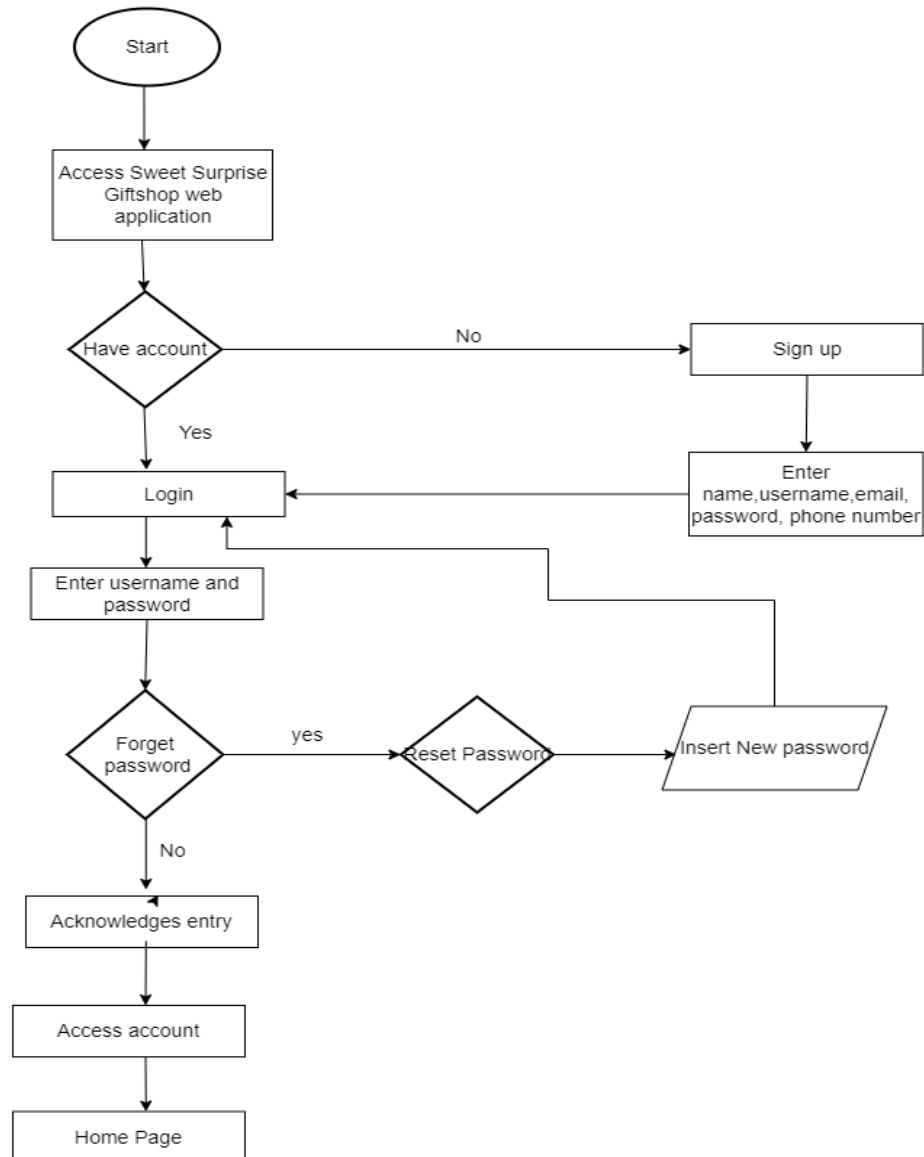 Start
Access Sweet Surprise
Giftshop web
application
Have account
No
Sign up
Yes
Login
Enter
name,username,email,
password, phone number
Enter username and
password
Forget
password
yes
Reset Password
Insert New password
No
Acknowledges entry
Access account
Home Page